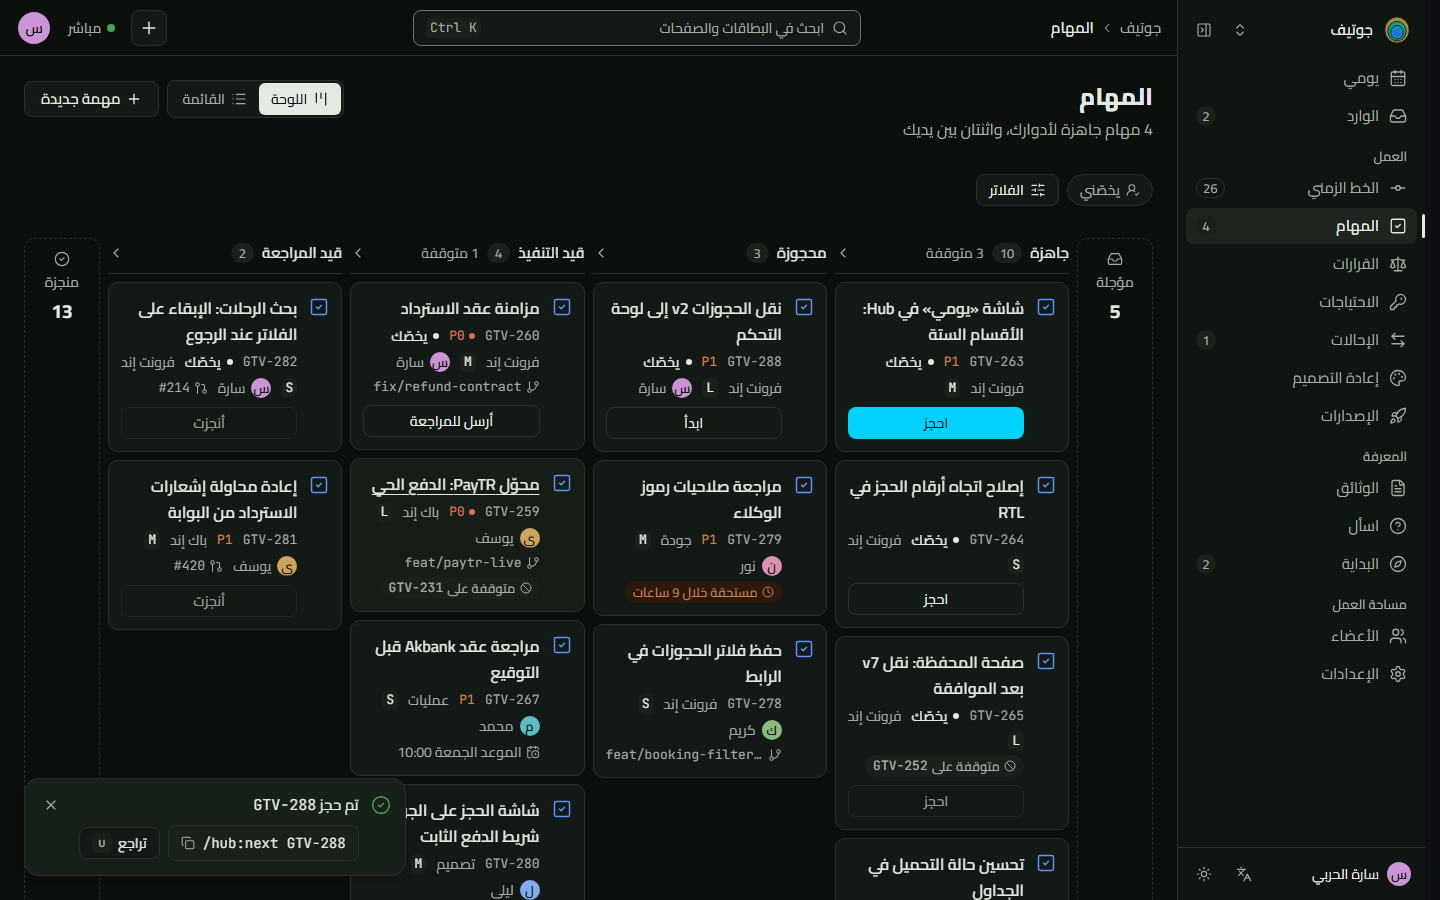 جوتيف
يومي
الوارد
2
العمل
الخط الزمني
26
المهام
4
القرارات
الاحتياجات
الإحالات
1
إعادة التصميم
الإصدارات
المعرفة
الوثائق
اسأل
البداية
2
مساحة العمل
الأعضاء
الإعدادات
س
سارة الحربي
جوتيف
المهام
ابحث في البطاقات والصفحات
Ctrl K
مباشر
س
المهام
4 مهام جاهزة لأدوارك، واثنتان بين يديك
اللوحة
القائمة
مهمة جديدة
يخصّني
الفلاتر
مؤجلة
5
جاهزة 10 3 متوقفة
شاشة «يومي» في Hub:
الأقسام الستة
GTV-263 P1 يخصّك
فرونت إند M
احجز
إصلاح اتجاه أرقام الحجز في
RTL
GTV-264 يخصّك فرونت إند
S
احجز
صفحة المحفظة: نقل v7
بعد الموافقة
GTV-265 يخصّك فرونت إند
L
متوقفة على GTV-252
احجز
تحسين حالة التحميل في
الجداول
محجوزة 3
نقل الحجوزات v2 إلى لوحة
التحكم
GTV-288 P1 يخصّك
فرونت إند L س سارة
ابدأ
مراجعة صلاحيات رموز
الوكلاء
GTV-279 P1 جودة M
ن نور
مستحقة خلال 9 ساعات
حفظ فلاتر الحجوزات في
الرابط
GTV-278 فرونت إند S
ك كريم
feat/booking-filter…
قيد التنفيذ 4 1 متوقفة
مزامنة عقد الاسترداد
GTV-260 P0 يخصّك
فرونت إند M س سارة
fix/refund-contract
أرسل للمراجعة
محوّل PayTR: الدفع الحي
GTV-259 P0 باك إند L
ي يوسف
feat/paytr-live
متوقفة على GTV-231
مراجعة عقد Akbank قبل
التوقيع
GTV-267 P1 عمليات S
م محمد
الموعد الجمعة 10:00
شاشة الحجز على
شريط الدفع الثابت
GTV-280 تصميم M
ل ليلى
قيد المراجعة 2
بحث الرحلات: الإبقاء على
الفلاتر عند الرجوع
GTV-282 يخصّك فرونت إند
S س سارة #214
أنجزت
إعادة محاولة إشعارات
الاسترداد من البوابة
GTV-281 P1 باك إند M
ي يوسف #420
أنجزت
منجزة
13
تم حجز GTV-288
/hub:next GTV-288
تراجع U